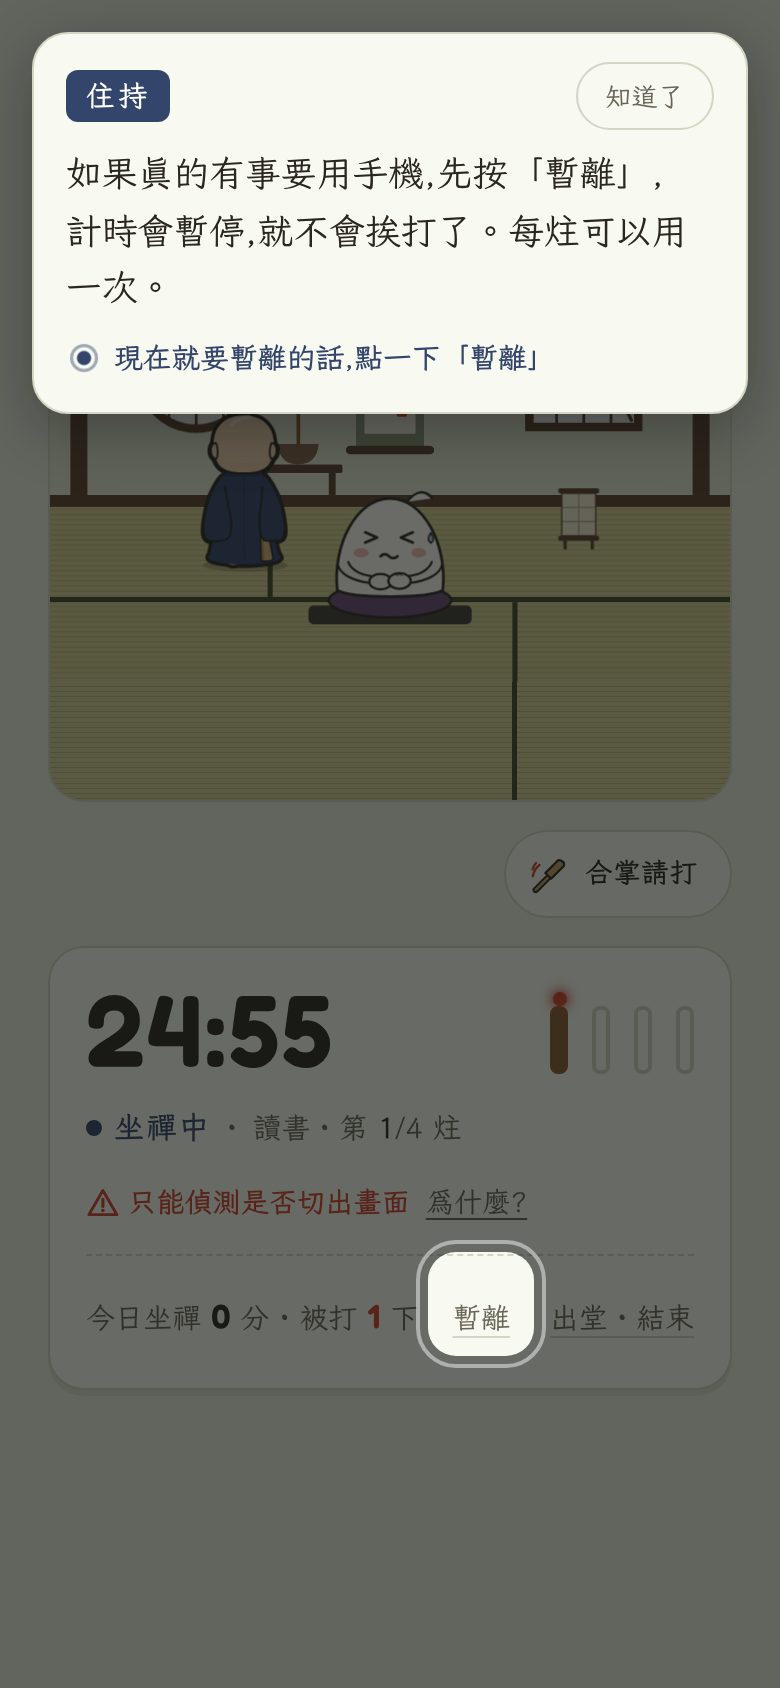 住持
知道了
如果真的有事要用手機,先按「暫離」,
計時會暫停,就不會挨打了。每炷可以用
一次。
現在就要暫離的話,點一下「暫離」
合掌請打
24:55
坐禪中 · 讀書 · 第 1/4 炷
只能偵測是否切出畫面 為什麼?
今日坐禪 0 分 · 被打 1 下 暫離 出堂 · 結束